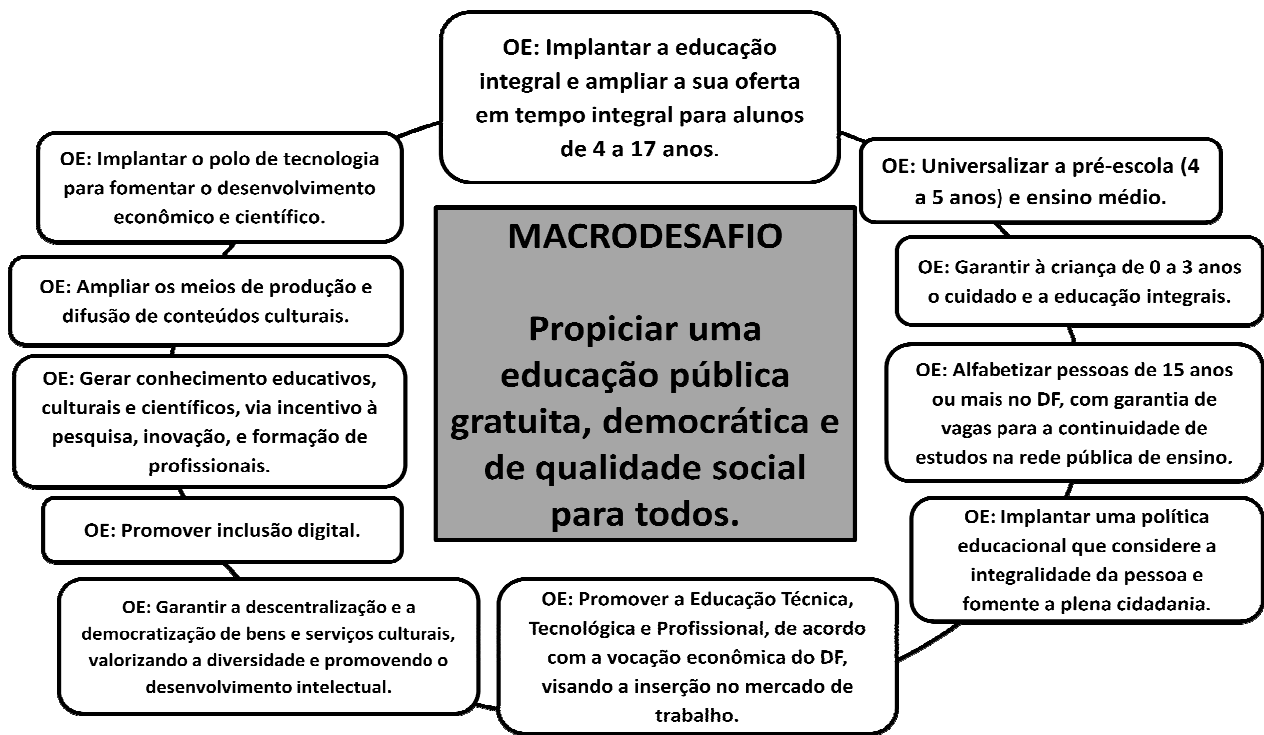 OE: Implantar a educação
integral e ampliar a sua oferta
em tempo integral para alunos
de 4 a 17 anos.
OE: Universalizar a pré-escola (4
a 5 anos) e ensino médio.
OE: Garantir à criança de 0 a 3 anos
o cuidado e a educação integrais.
OE: Alfabetizar pessoas de 15 anos
ou mais no DF, com garantia de
vagas para a continuidade de
estudos na rede pública de ensino.
OE: Implantar uma política
educacional que considere a
integralidade da pessoa e
fomente a plena cidadania.
OE: Promover a Educação Técnica,
Tecnológica e Profissional, de acordo
com a vocação econômica do DF,
visando a inserção no mercado de
trabalho.
OE: Garantir a descentralização e a
democratização de bens e serviços culturais,
valorizando a diversidade e promovendo o
desenvolvimento intelectual.
OE: Promover inclusão digital.
OE: Gerar conhecimento educativos,
culturais e científicos, via incentivo à
pesquisa, inovação, e formação de
profissionais.
OE: Ampliar os meios de produção e
difusão de conteúdos culturais.
OE: Implantar o polo de tecnologia
para fomentar o desenvolvimento
econômico e científico.
MACRODESAFIO
Propiciar uma
educação pública
gratuita, democrática e
de qualidade social
para todos.